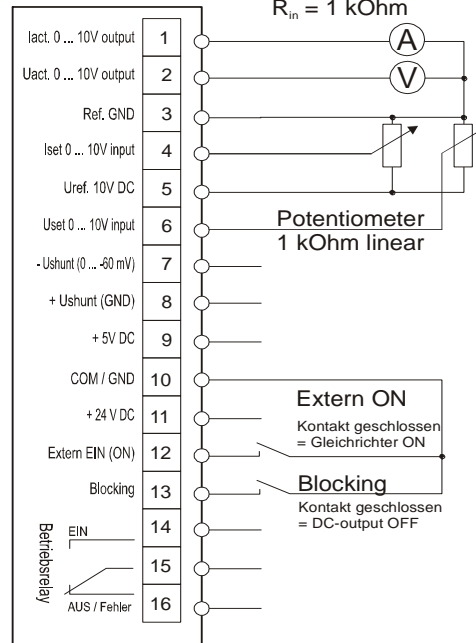 R_in = 1 kOhm
Iact. 0 ... 10V output 1
A
Uact. 0 ... 10V output 2
V
Ref. GND 3
Iset 0 ... 10V input 4
Uref. 10V DC 5
Uset 0 ... 10V input 6
Potentiometer
1 kOhm linear
- Ushunt (0 ... -60 mV) 7
+ Ushunt (GND) 8
+ 5V DC 9
COM / GND 10
Extern ON
+ 24 V DC 11
Kontakt geschlossen
= Gleichrichter ON
Extern EIN (ON) 12
Blocking 13
Blocking
Kontakt geschlossen
= DC-output OFF
Betriebsrelay
EIN 14
15
AUS / Fehler 16